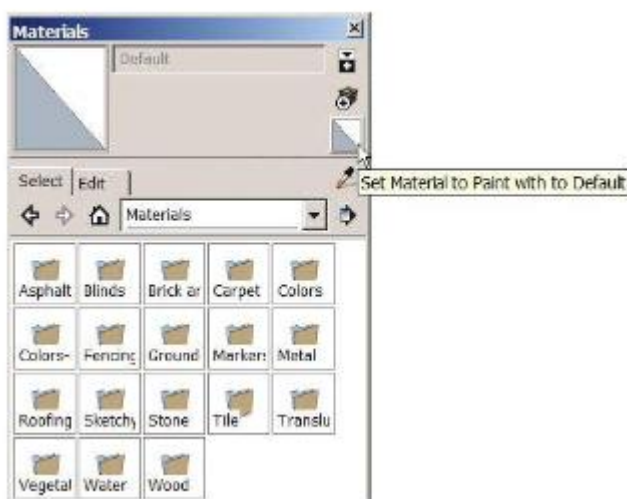 Materials
Default
Set Material to Paint with to Default
Select Edit
Materials
Asphalt Blinds Brick ar Carpet Colors
Colors- Fencing Ground Markers Metal
Roofing Sketchy Stone Tile Translu
Vegetal Water Wood